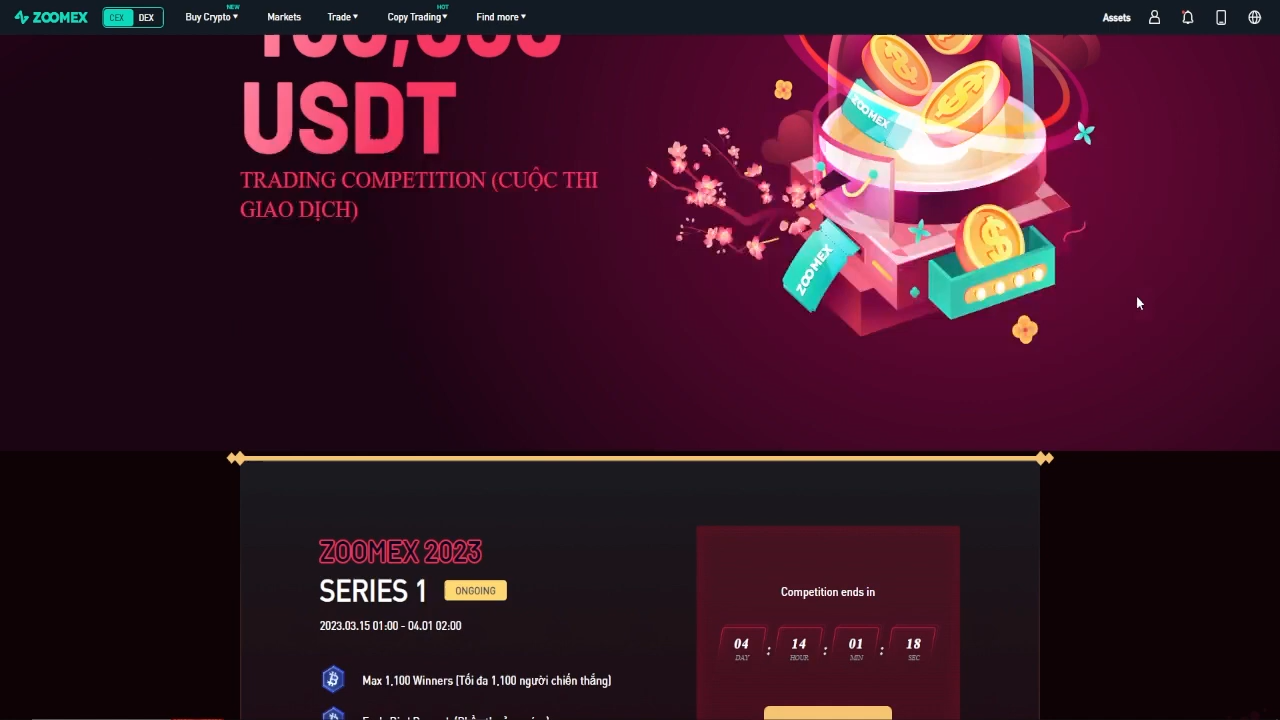 ZOOMEX
CEX DEX
Buy Crypto NEW
Markets
Trade
Copy Trading HOT
Find more
Assets
USDT
TRADING COMPETITION (CUỘC THI
GIAO DỊCH)
ZOOMEX
ZOOMEX
ZOOMEX 2023
SERIES 1 ONGOING
2023.03.15 01:00 - 04.01 02:00
Max 1,100 Winners (Tối đa 1,100 người chiến thắng)
Competition ends in
04 : 14 : 01 : 18
DAY HOUR MIN SEC